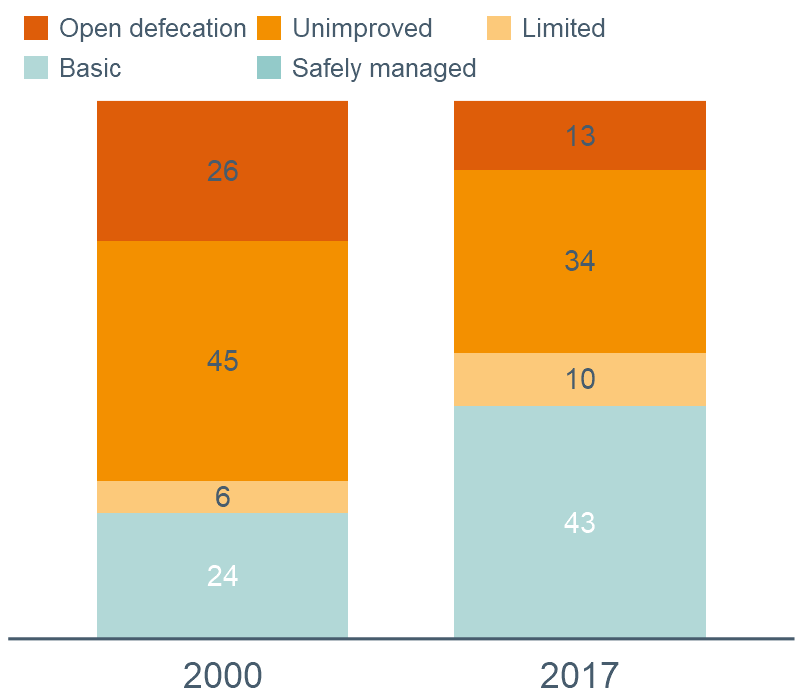 Open defecation Unimproved Limited
Basic Safely managed
26 13
45 34
6 10
24 43
2000 2017